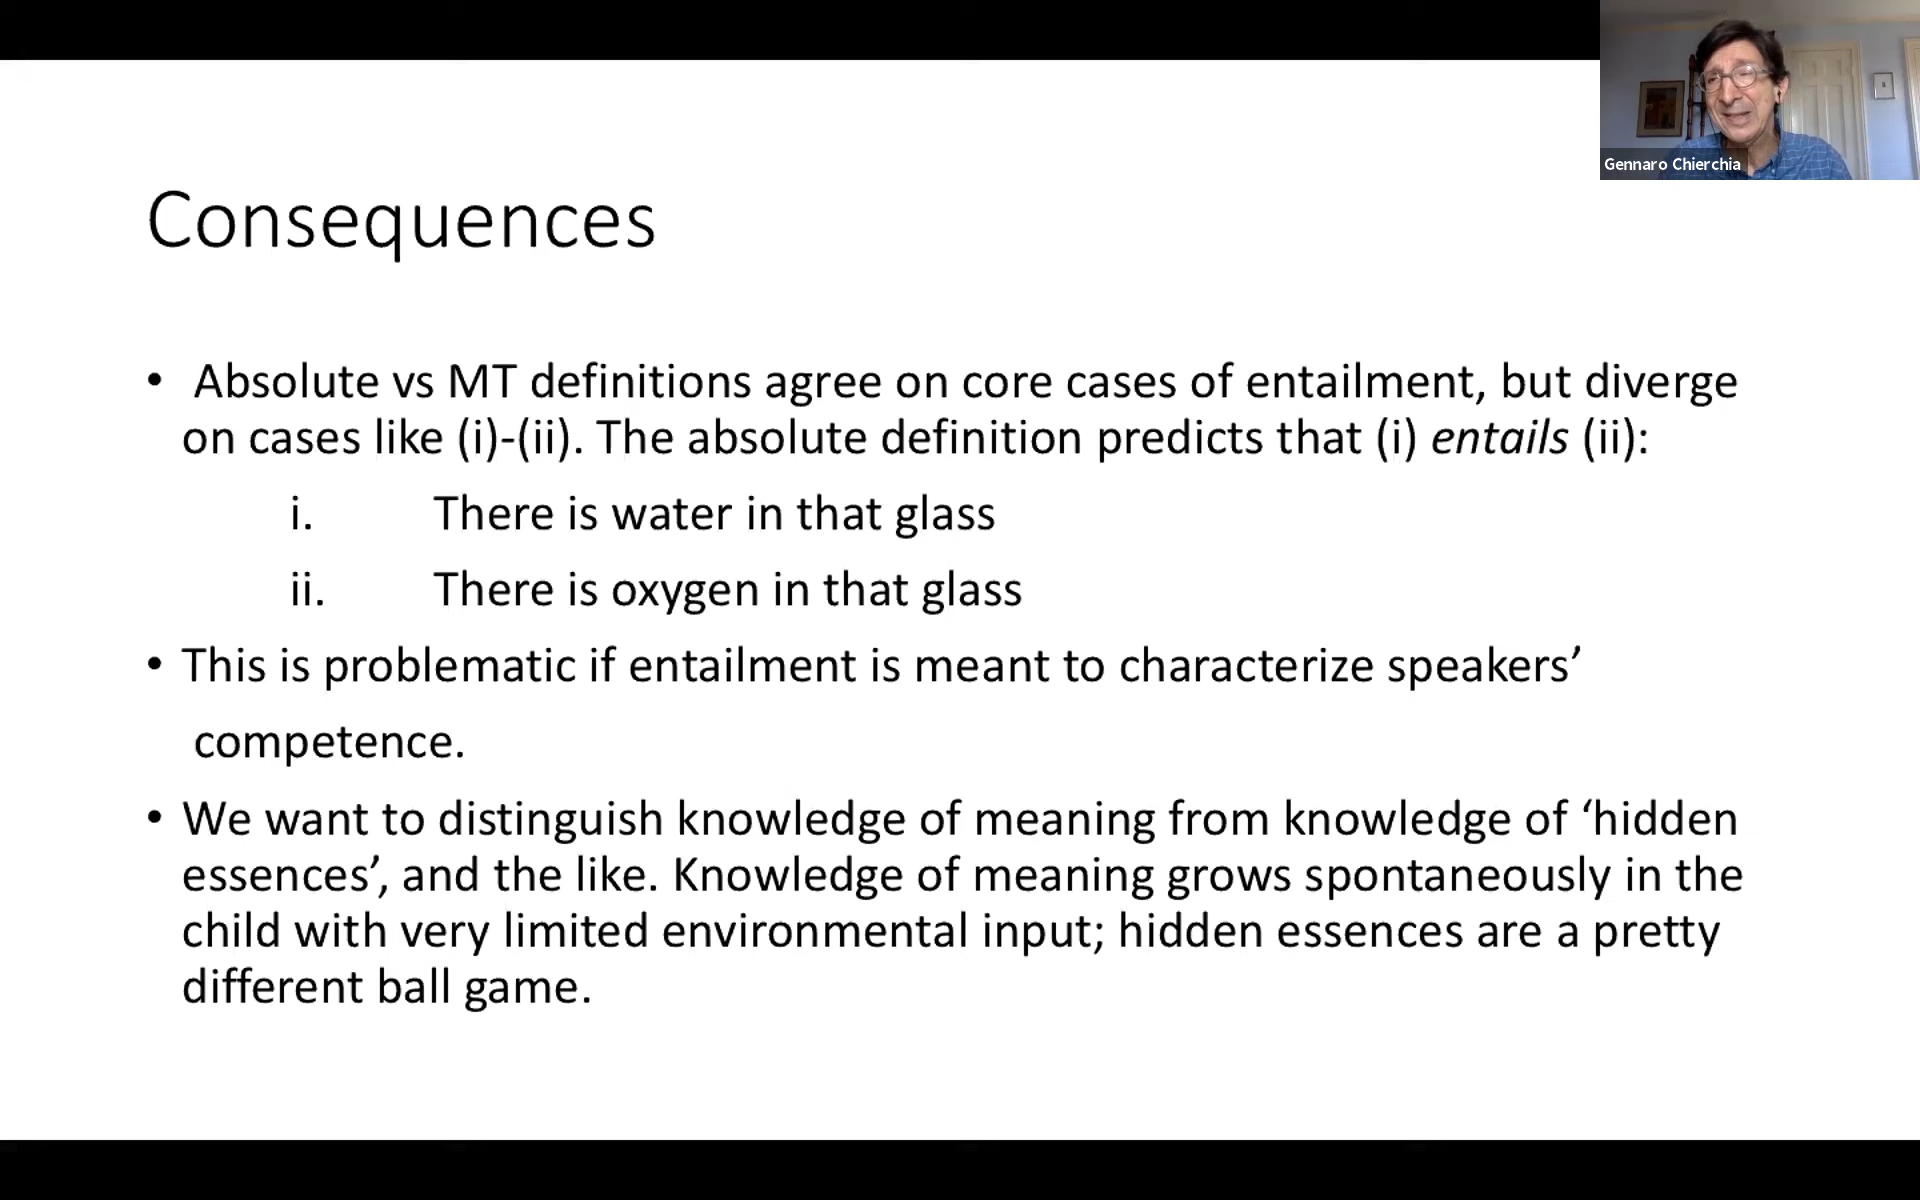 Gennaro Chierchia
Consequences
• Absolute vs MT definitions agree on core cases of entailment, but diverge
on cases like (i)-(ii). The absolute definition predicts that (i) entails (ii):
i. There is water in that glass
ii. There is oxygen in that glass
• This is problematic if entailment is meant to characterize speakers’
competence.
• We want to distinguish knowledge of meaning from knowledge of ‘hidden
essences’, and the like. Knowledge of meaning grows spontaneously in the
child with very limited environmental input; hidden essences are a pretty
different ball game.